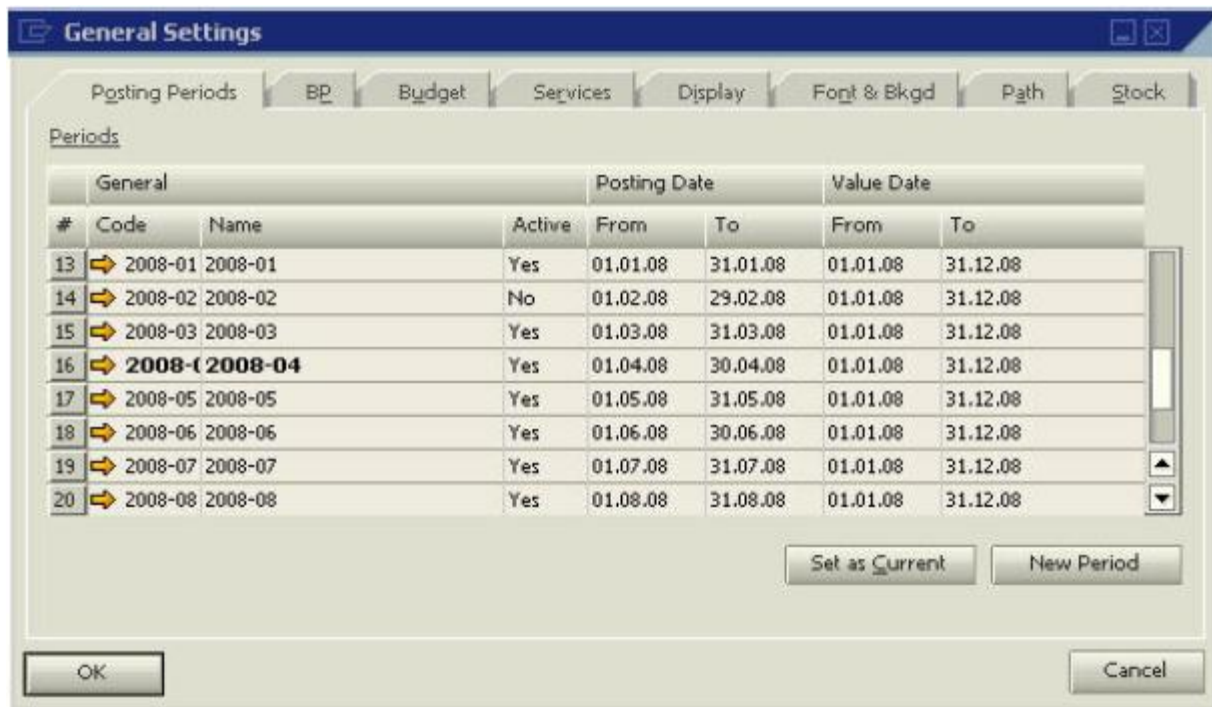 General Settings
Posting Periods BP Budget Services Display Font & Bkgd Path Stock
Periods
General Posting Date Value Date
# Code Name Active From To From To
13 2008-01 2008-01 Yes 01.01.08 31.01.08 01.01.08 31.12.08
14 2008-02 2008-02 No 01.02.08 29.02.08 01.01.08 31.12.08
15 2008-03 2008-03 Yes 01.03.08 31.03.08 01.01.08 31.12.08
16 2008-( 2008-04 Yes 01.04.08 30.04.08 01.01.08 31.12.08
17 2008-05 2008-05 Yes 01.05.08 31.05.08 01.01.08 31.12.08
18 2008-06 2008-06 Yes 01.06.08 30.06.08 01.01.08 31.12.08
19 2008-07 2008-07 Yes 01.07.08 31.07.08 01.01.08 31.12.08
20 2008-08 2008-08 Yes 01.08.08 31.08.08 01.01.08 31.12.08
Set as Current New Period
OK Cancel